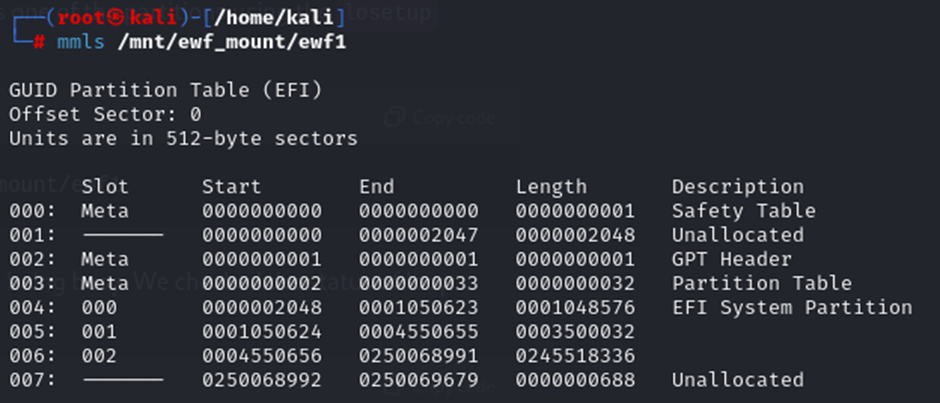 ┌──(root㉿kali)-[/home/kali]
└─# mmls /mnt/ewf_mount/ewf1
Copy code
GUID Partition Table (EFI)
Offset Sector: 0
Units are in 512-byte sectors
Slot Start End Length Description
000: Meta 0000000000 0000000000 0000000001 Safety Table
001: ------- 0000000000 0000002047 0000002048 Unallocated
002: Meta 0000000001 0000000001 0000000001 GPT Header
003: Meta 0000000002 0000000033 0000000032 Partition Table
004: 000 0000002048 0001050623 0001048576 EFI System Partition
005: 001 0001050624 0004550655 0003500032
006: 002 0004550656 0250068991 0245518336
007: ------- 0250068992 0250069679 0000000688 Unallocated